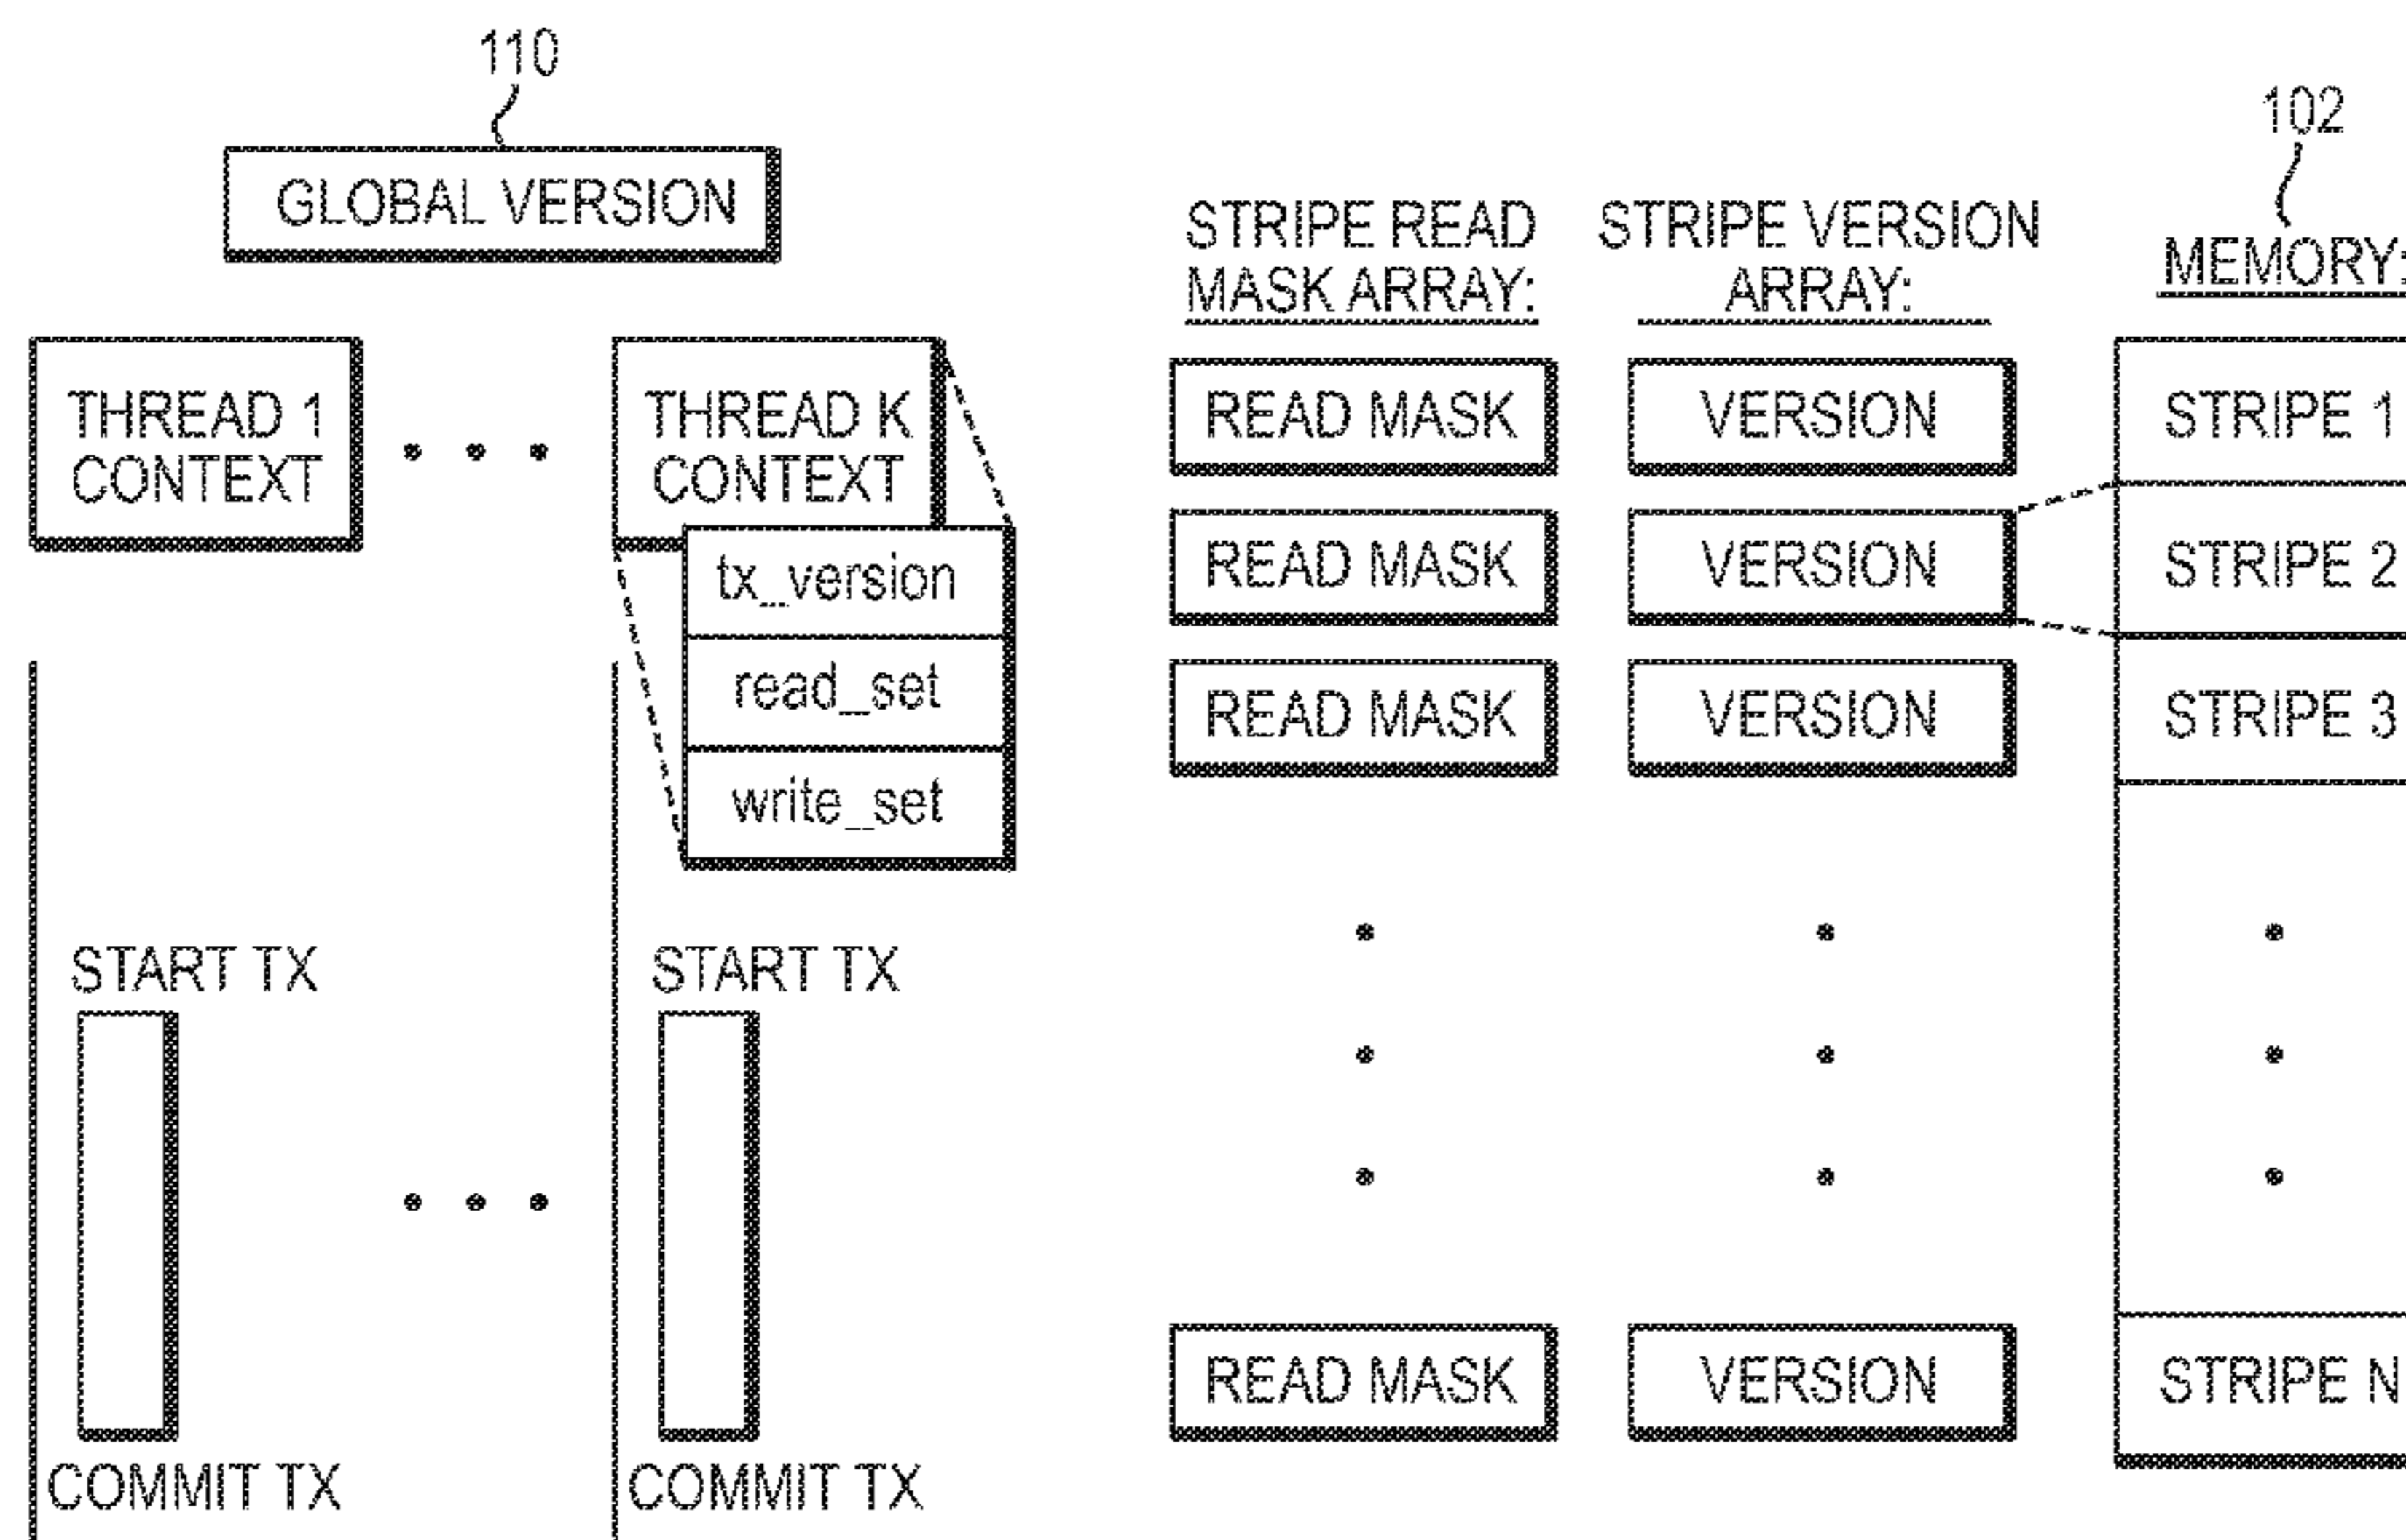 110
GLOBAL VERSION
THREAD 1
CONTEXT
THREAD K
CONTEXT
tx_version
read_set
write_set
START TX
COMMIT TX
START TX
COMMIT TX
STRIPE READ
MASK ARRAY:
READ MASK
READ MASK
READ MASK
READ MASK
STRIPE VERSION
ARRAY:
VERSION
VERSION
VERSION
VERSION
102
MEMORY:
STRIPE 1
STRIPE 2
STRIPE 3
STRIPE N